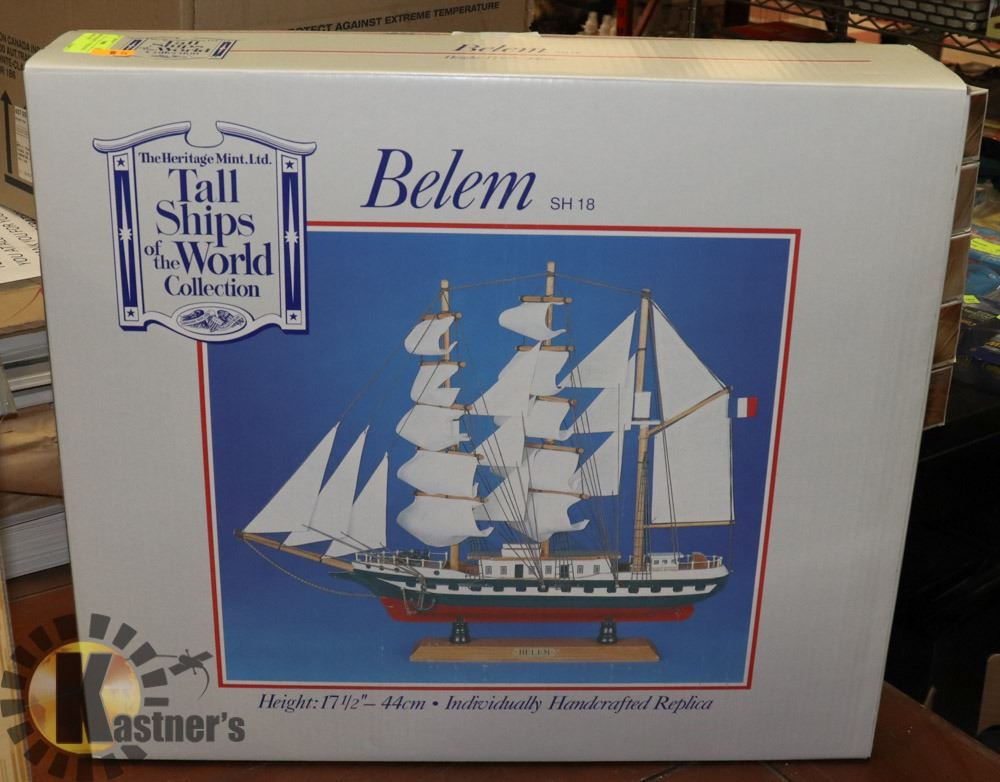 PROTECT AGAINST EXTREME TEMPERATURE
Belem
The Heritage Mint, Ltd.
Tall
Ships
of the World
Collection
Belem SH 18
BELEM
Height: 17 1/2" – 44cm • Individually Handcrafted Replica
Kastner's